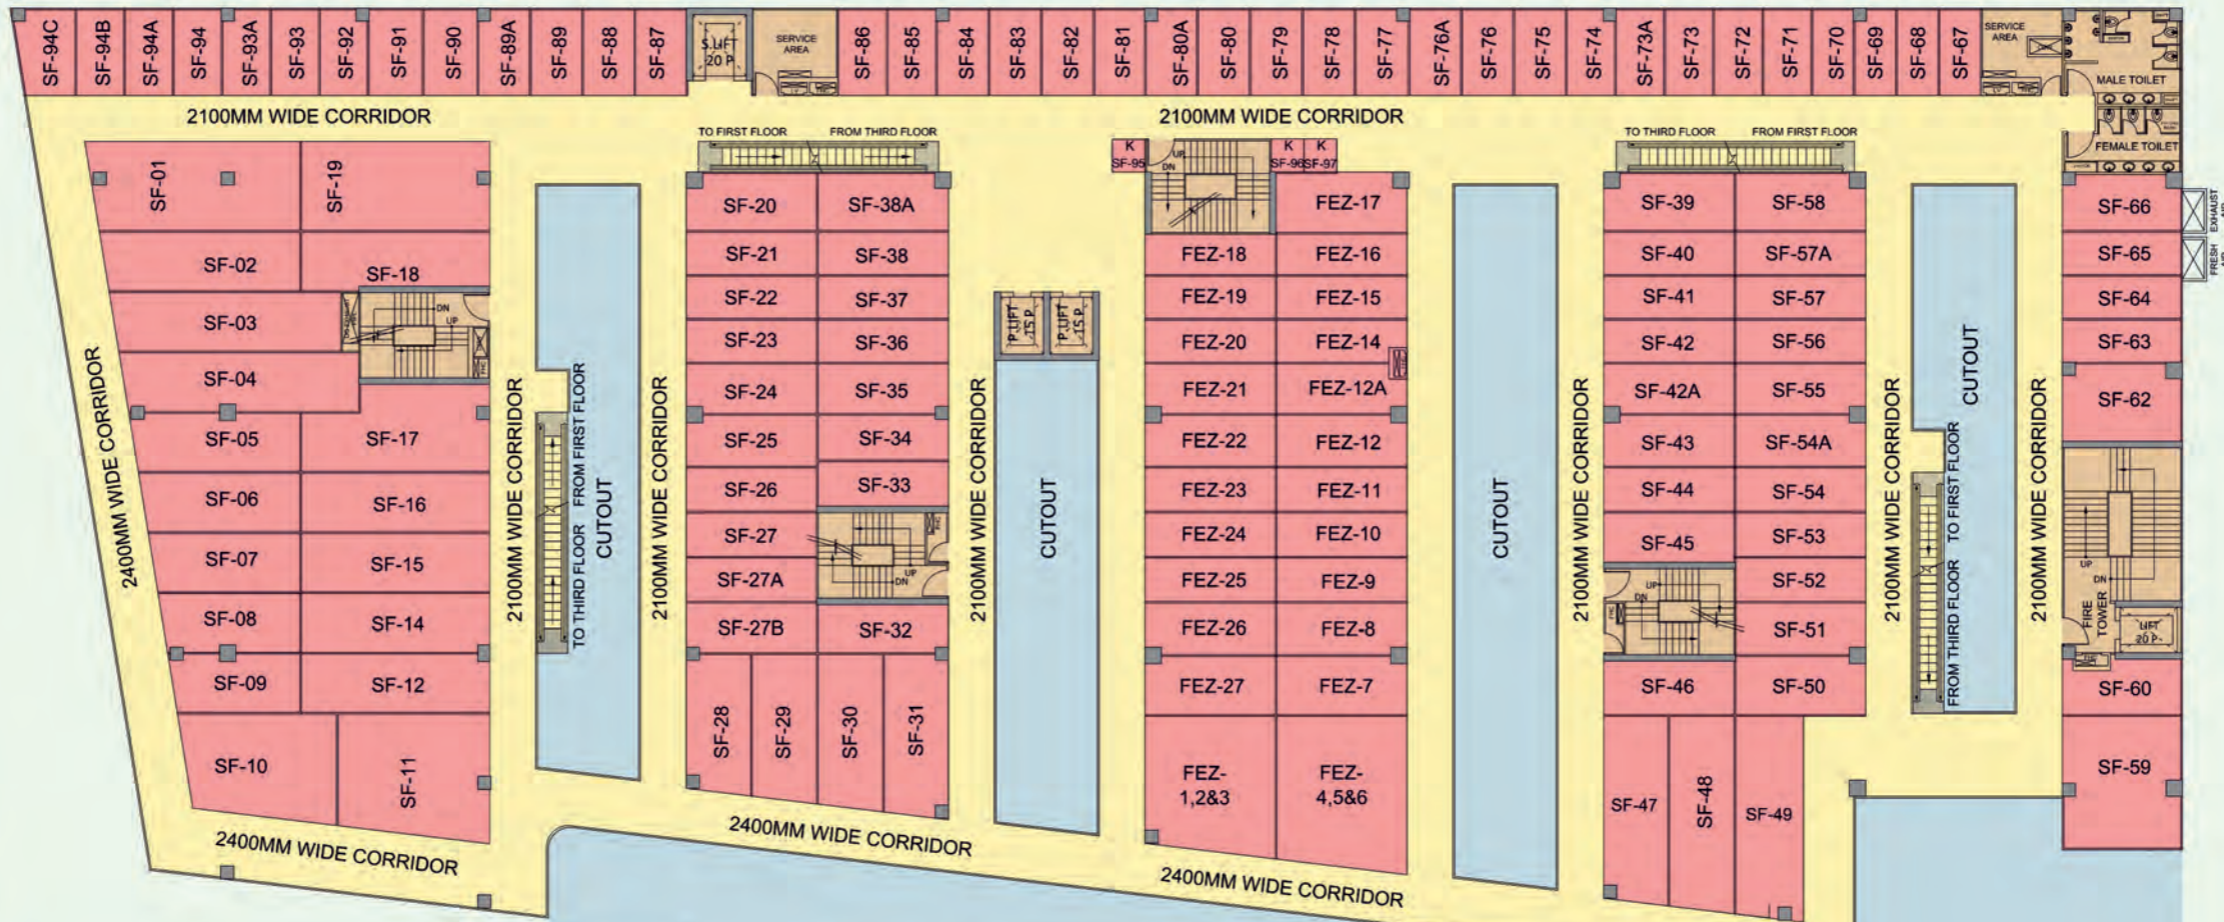 SF-94C
SF-94B
SF-94A
SF-94
SF-93A
SF-93
SF-92
SF-91
SF-90
SF-89A
SF-89
SF-88
SF-87
S.LIFT
20 P
SERVICE
AREA
SF-86
SF-85
SF-84
SF-83
SF-82
SF-81
SF-80A
SF-80
SF-79
SF-78
SF-77
SF-76A
SF-76
SF-75
SF-74
SF-73A
SF-73
SF-72
SF-71
SF-70
SF-69
SF-68
SF-67
SERVICE
AREA
MALE TOILET
FEMALE TOILET
2100MM WIDE CORRIDOR
2100MM WIDE CORRIDOR
TO FIRST FLOOR
FROM THIRD FLOOR
TO THIRD FLOOR
FROM FIRST FLOOR
K
SF-95
UP
DN
K
SF-96
K
SF-97
EXHAUST
FRESH
2400MM WIDE CORRIDOR
SF-01
SF-19
SF-02
SF-18
SF-03
DN
UP
FHC
SF-04
SF-05
SF-17
SF-06
SF-16
SF-07
SF-15
SF-08
SF-14
SF-09
SF-12
SF-10
SF-11
2400MM WIDE CORRIDOR
2100MM WIDE CORRIDOR
TO THIRD FLOOR
FROM FIRST FLOOR
CUTOUT
2100MM WIDE CORRIDOR
SF-20
SF-38A
SF-21
SF-38
SF-22
SF-37
SF-23
SF-36
SF-24
SF-35
SF-25
SF-34
SF-26
SF-33
SF-27
SF-27A
UP
DN
SF-27B
SF-32
SF-28
SF-29
SF-30
SF-31
2400MM WIDE CORRIDOR
2100MM WIDE CORRIDOR
P.LIFT
15 P.
P.LIFT
15 P.
CUTOUT
FEZ-17
FEZ-18
FEZ-16
FEZ-19
FEZ-15
FEZ-20
FEZ-14
FEZ-21
FEZ-12A
FEZ-22
FEZ-12
FEZ-23
FEZ-11
FEZ-24
FEZ-10
FEZ-25
FEZ-9
FEZ-26
FEZ-8
FEZ-27
FEZ-7
FEZ-
1,2&3
FEZ-
4,5&6
2400MM WIDE CORRIDOR
CUTOUT
2100MM WIDE CORRIDOR
SF-39
SF-58
SF-40
SF-57A
SF-41
SF-57
SF-42
SF-56
SF-42A
SF-55
SF-43
SF-54A
SF-44
SF-54
SF-45
SF-53
SF-52
UP
DN
FHC
SF-51
SF-46
SF-50
SF-47
SF-48
SF-49
2100MM WIDE CORRIDOR
FROM THIRD FLOOR
TO FIRST FLOOR
CUTOUT
2100MM WIDE CORRIDOR
SF-66
SF-65
SF-64
SF-63
SF-62
UP
DN
FIRE
TOWER
LIFT
20 P.
SF-60
SF-59